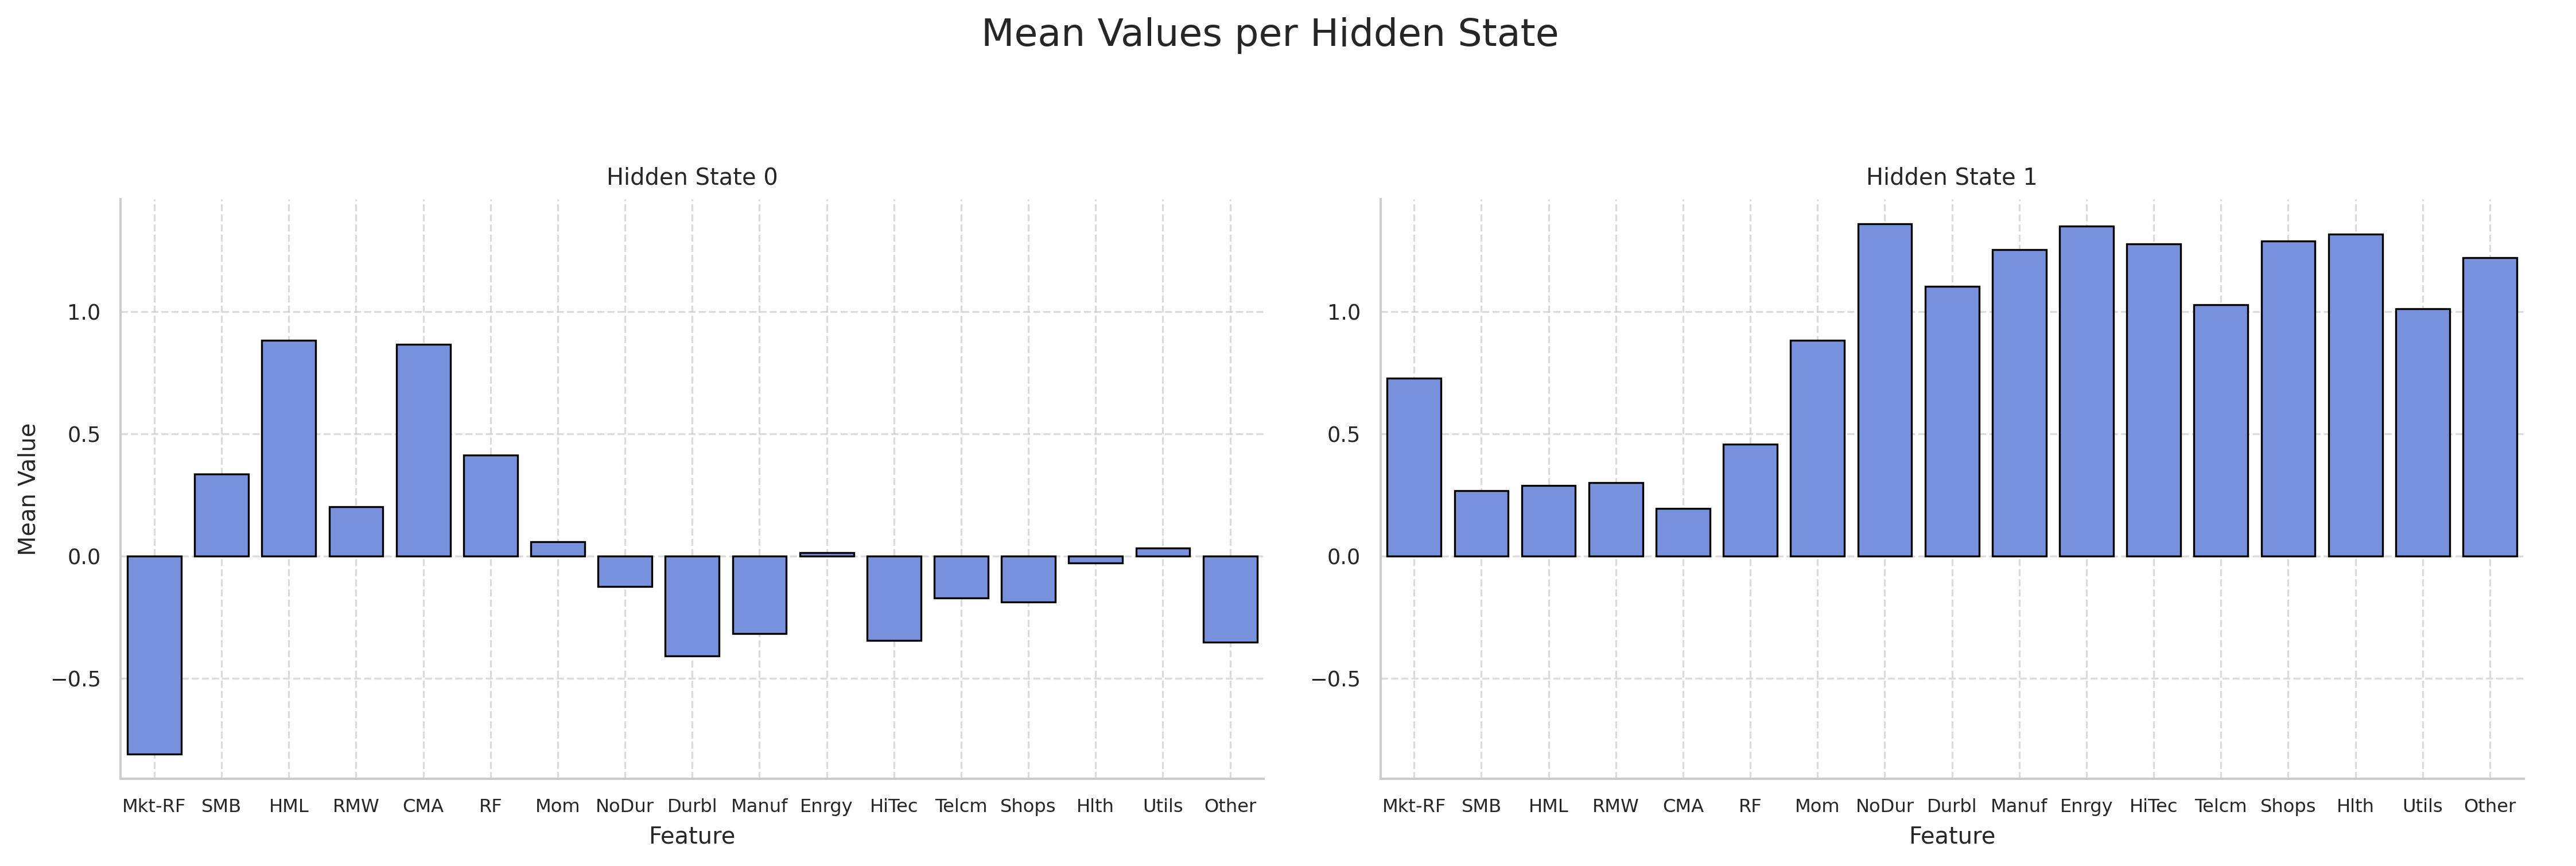 Mean Values per Hidden State
Hidden State 0
Mean Value
1.0
0.5
0.0
−0.5
Mkt-RF SMB HML RMW CMA RF Mom NoDur Durbl Manuf Enrgy HiTec Telcm Shops Hlth Utils Other
Feature
Hidden State 1
1.0
0.5
0.0
−0.5
Mkt-RF SMB HML RMW CMA RF Mom NoDur Durbl Manuf Enrgy HiTec Telcm Shops Hlth Utils Other
Feature